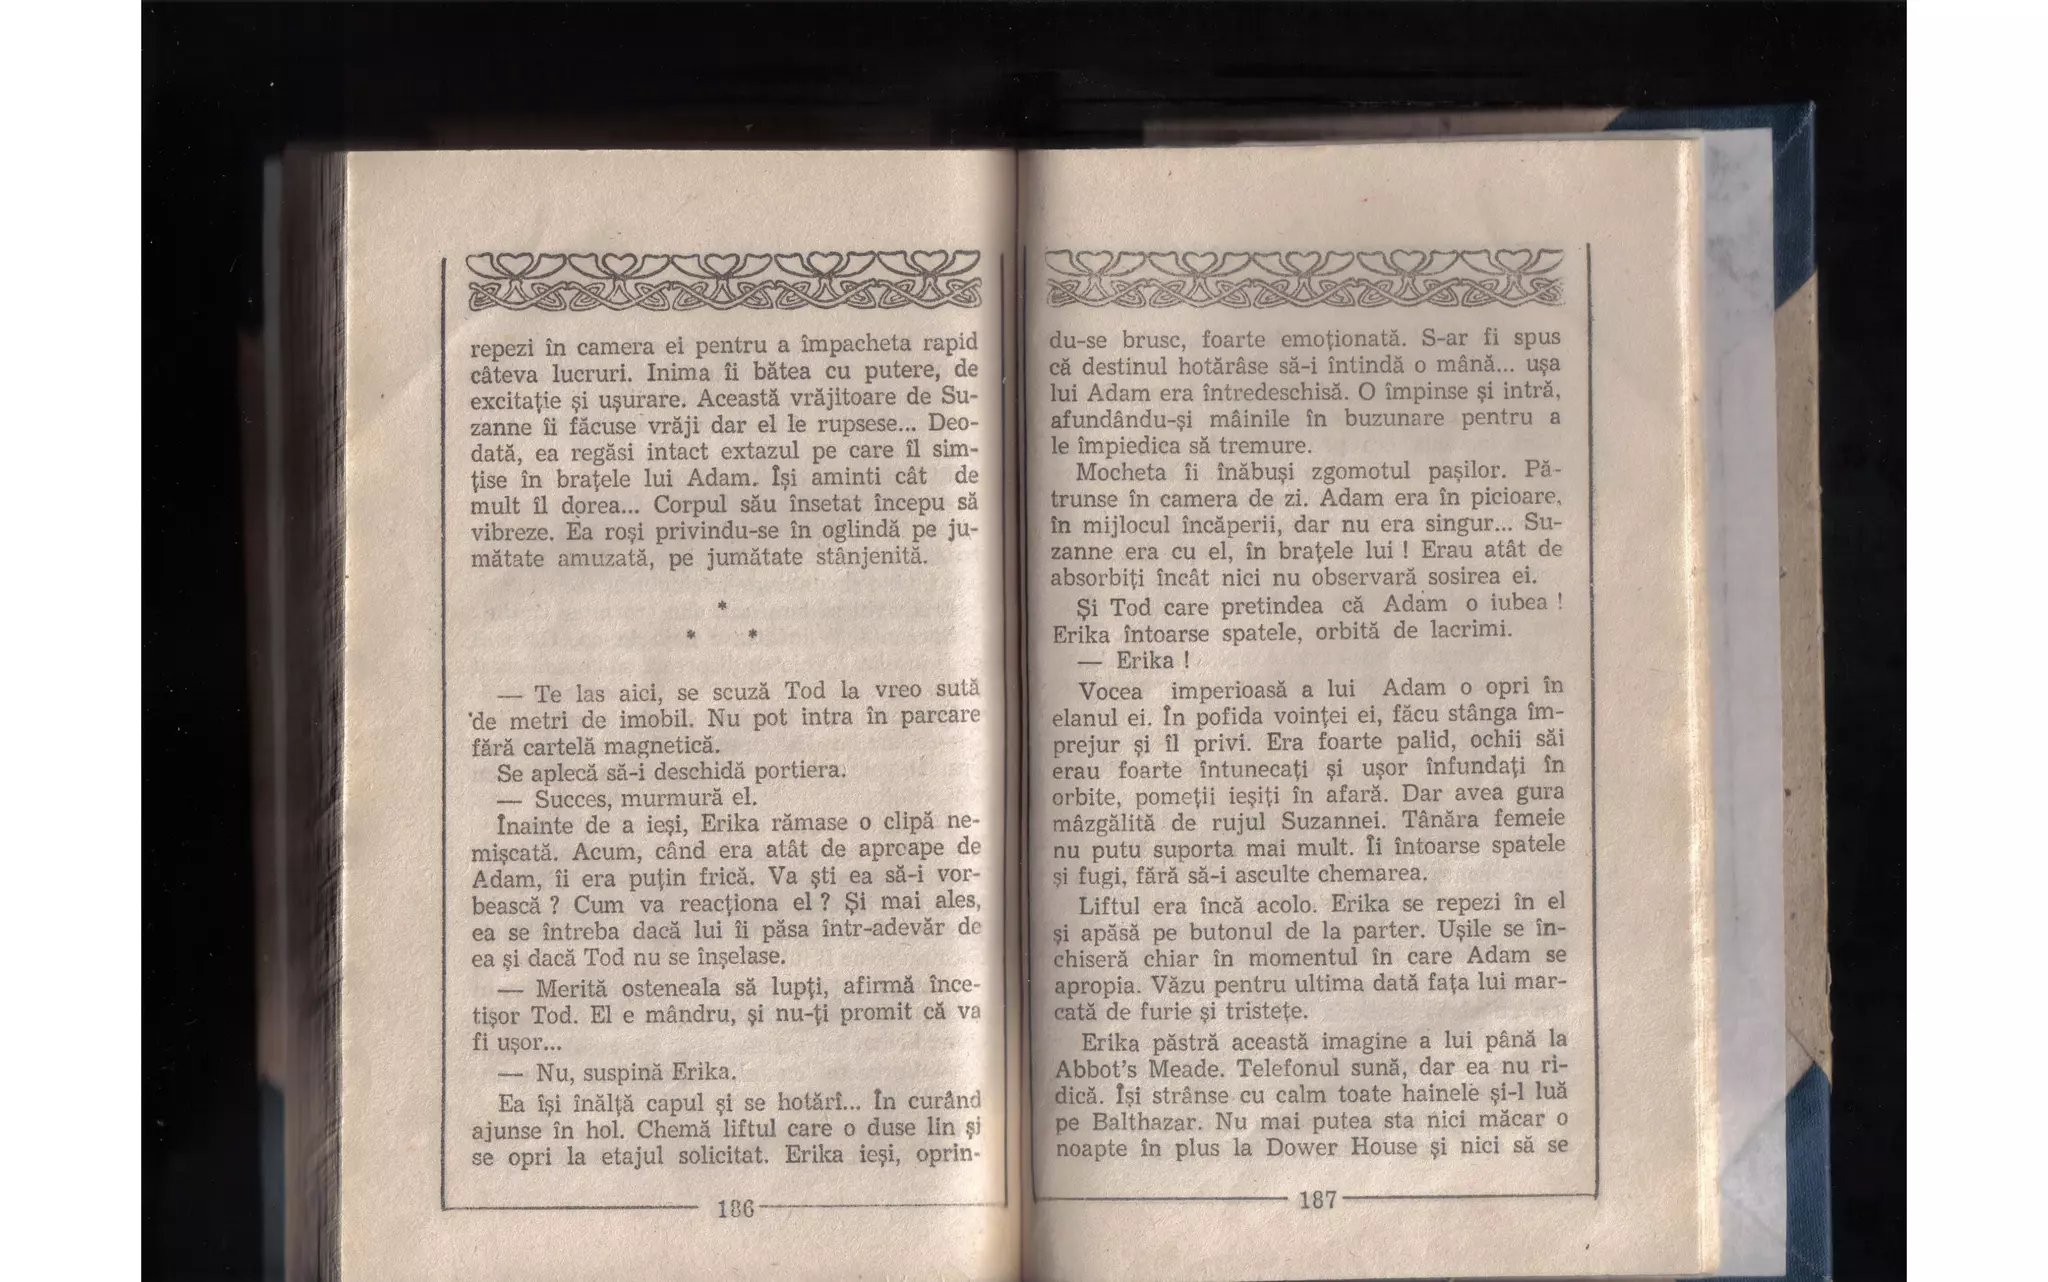 repezi în camera ei pentru a împacheta rapid
câteva lucruri. Inima îi bătea cu putere, de
excitație și ușurare. Această vrăjitoare de Su-
zanne îi făcuse vrăji dar el le rupsese... Deo-
dată, ea regăsi intact extazul pe care îl sim-
țise în brațele lui Adam. Își aminti cât de
mult îl dorea... Corpul său însetat începu să
vibreze. Ea roși privindu-se în oglindă pe ju-
mătate amuzată, pe jumătate stânjenită.
*
* *
— Te las aici, se scuză Tod la vreo sută
de metri de imobil. Nu pot intra în parcare
fără cartelă magnetică.
Se aplecă să-i deschidă portiera.
— Succes, murmură el.
Înainte de a ieși, Erika rămase o clipă ne-
mișcată. Acum, când era atât de aproape de
Adam, îi era puțin frică. Va ști ea să-i vor-
bească ? Cum va reacționa el ? Și mai ales,
ea se întreba dacă lui îi păsa într-adevăr de
ea și dacă Tod nu se înșelase.
— Merită osteneala să lupți, afirmă înce-
tișor Tod. El e mândru, și nu-ți promit că va
fi ușor...
— Nu, suspină Erika.
Ea își înălță capul și se hotărî... În curând
ajunse în hol. Chemă liftul care o duse lin și
se opri la etajul solicitat. Erika ieși, oprin-
186
du-se brusc, foarte emoționată. S-ar fi spus
că destinul hotărâse să-i întindă o mână... ușa
lui Adam era întredeschisă. O împinse și intră,
afundându-și mâinile în buzunare pentru a
le împiedica să tremure.
Mocheta îi înăbuși zgomotul pașilor. Pă-
trunse în camera de zi. Adam era în picioare,
în mijlocul încăperii, dar nu era singur... Su-
zanne era cu el, în brațele lui ! Erau atât de
absorbiți încât nici nu observară sosirea ei.
Și Tod care pretindea că Adam o iubea !
Erika întoarse spatele, orbită de lacrimi.
— Erika !
Vocea imperioasă a lui Adam o opri în
elanul ei. În pofida voinței ei, făcu stânga îm-
prejur și îl privi. Era foarte palid, ochii săi
erau foarte întunecați și ușor înfundați în
orbite, pomeții ieșiți în afară. Dar avea gura
mâzgălită de rujul Suzannei. Tânăra femeie
nu putu suporta mai mult. Îi întoarse spatele
și fugi, fără să-i asculte chemarea.
Liftul era încă acolo. Erika se repezi în el
și apăsă pe butonul de la parter. Ușile se în-
chiseră chiar în momentul în care Adam se
apropia. Văzu pentru ultima dată fața lui mar-
cată de furie și tristețe.
Erika păstră această imagine a lui până la
Abbot's Meade. Telefonul sună, dar ea nu ri-
dică. Își strânse cu calm toate hainele și-l luă
pe Balthazar. Nu mai putea sta nici măcar o
noapte în plus la Dower House și nici să se
187